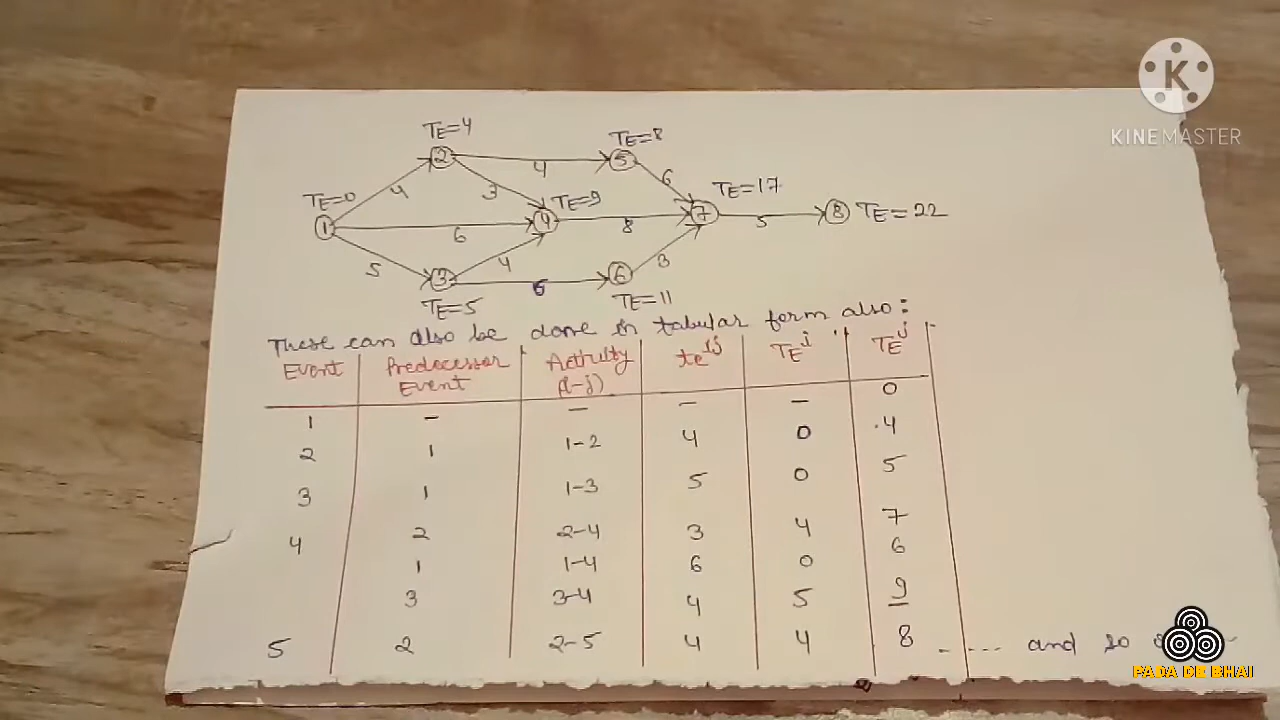 KINEMASTER
TE=4
TE=8
2 4 5
TE=17
TE=0 4 3 6
TE=9
1 6 4 8 7 5 8 TE=22
5 4 3
3 6 6
TE=5 TE=11
These can also be done in tabular form also:
Event Predecessor Event Activity (i-j) te^ij TE^i TE^j
1 - - - - 0
2 1 1-2 4 0 4
3 1 1-3 5 0 5
4 2 2-4 3 4 7
1 1-4 6 0 6
3 3-4 4 5 9
5 2 2-5 4 4 8 ---- and so
PADA DE BHAI